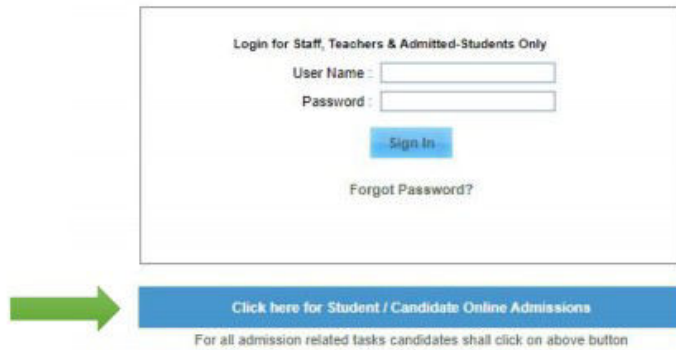 Login for Staff, Teachers & Admitted-Students Only
User Name :
Password :
Sign In
Forgot Password?
Click here for Student / Candidate Online Admissions
For all admission related tasks candidates shall click on above button